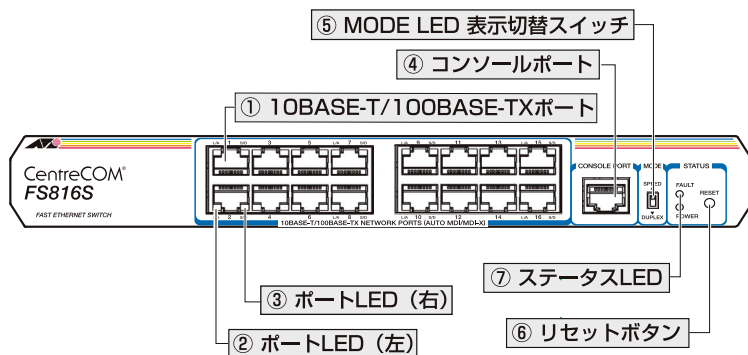 ⑤ MODE LED 表示切替スイッチ
④ コンソールポート
① 10BASE-T/100BASE-TXポート
CentreCOM®
FS816S
FAST ETHERNET SWITCH
L/A 1 S/D 3 5 L/A 7 S/D
L/A 9 S/D 11 13 L/A 15 S/D
2 S/D 4 6 L/A 8 S/D
L/A 10 S/D 12 14 L/A 16 S/D
10BASE-T/100BASE-TX NETWORK PORTS (AUTO MDI/MDI-X)
CONSOLE PORT
MODE
SPEED
DUPLEX
STATUS
FAULT
POWER
RESET
⑦ ステータスLED
③ ポートLED（右）
⑥ リセットボタン
② ポートLED（左）